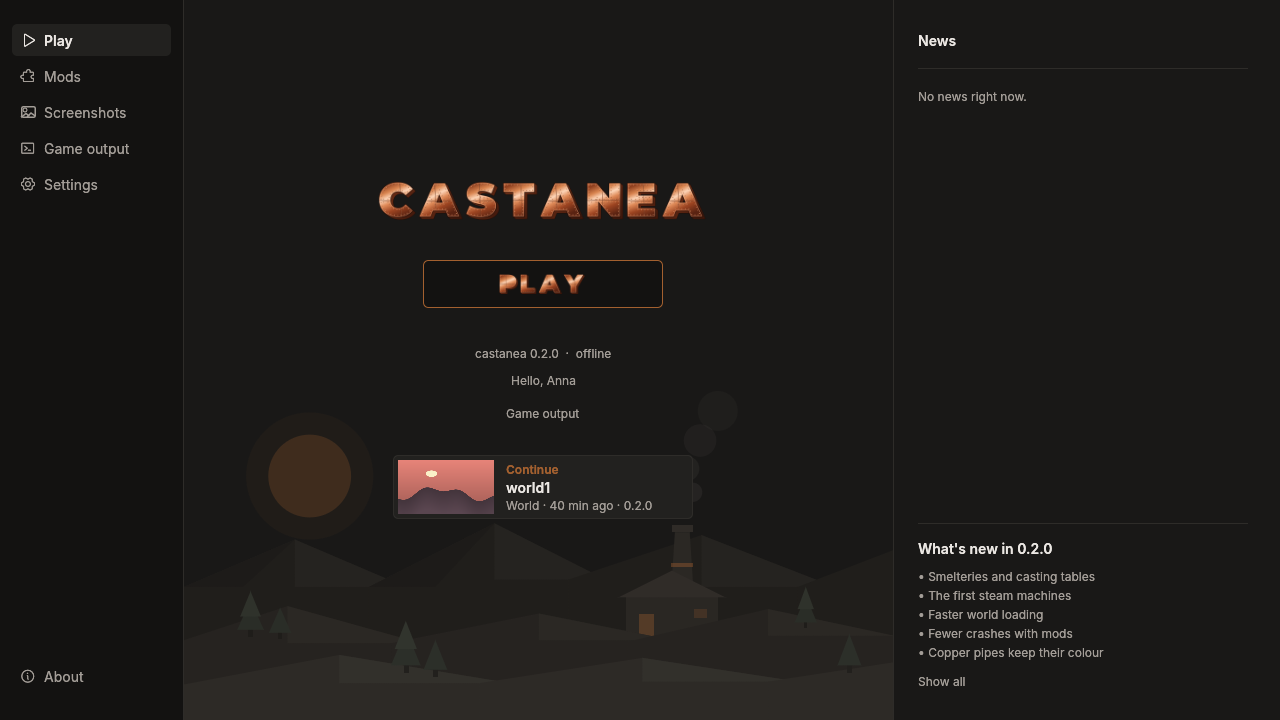 Play
Mods
Screenshots
Game output
Settings
About
CASTANEA
PLAY
castanea 0.2.0 · offline
Hello, Anna
Game output
Continue
world1
World · 40 min ago · 0.2.0
News
No news right now.
What's new in 0.2.0
• Smelteries and casting tables
• The first steam machines
• Faster world loading
• Fewer crashes with mods
• Copper pipes keep their colour
Show all